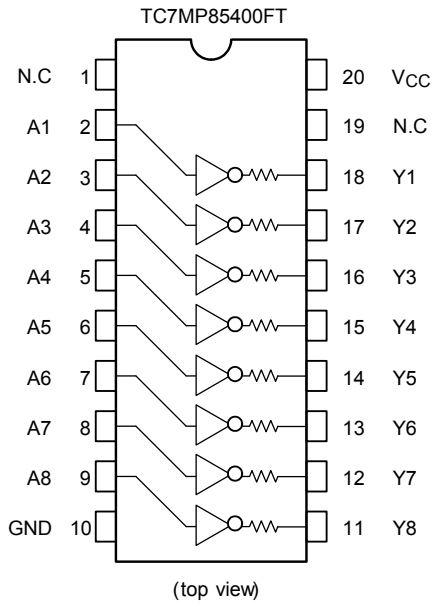 TC7MP85400FT
N.C 1 20 VCC
A1 2 19 N.C
A2 3 18 Y1
A3 4 17 Y2
A4 5 16 Y3
A5 6 15 Y4
A6 7 14 Y5
A7 8 13 Y6
A8 9 12 Y7
GND 10 11 Y8
(top view)